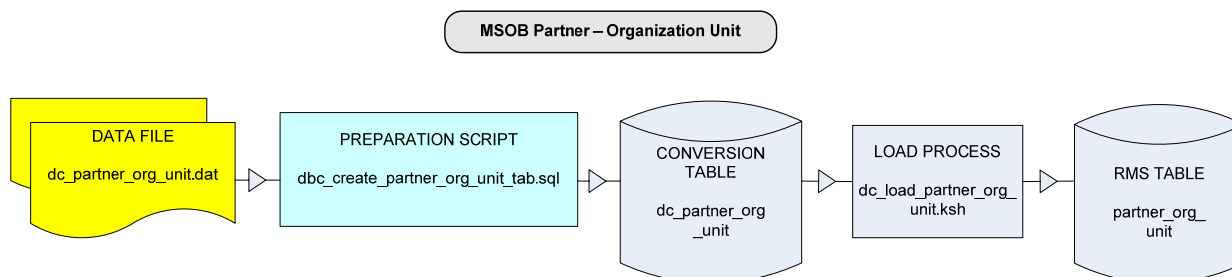 MSOB Partner – Organization Unit
DATA FILE
dc_partner_org_unit.dat
PREPARATION SCRIPT
dbc_create_partner_org_unit_tab.sql
CONVERSION
TABLE
dc_partner_org
_unit
LOAD PROCESS
dc_load_partner_org_
unit.ksh
RMS TABLE
partner_org_
unit